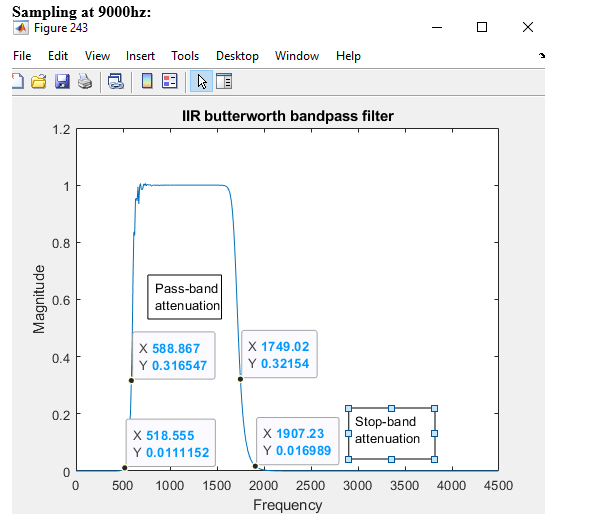 Sampling at 9000hz:
Figure 243
File Edit View Insert Tools Desktop Window Help
IIR butterworth bandpass filter
1.2
1
0.8
0.6
0.4
0.2
0
Magnitude
Pass-band
attenuation
X 588.867
Y 0.316547
X 1749.02
Y 0.32154
X 518.555
Y 0.0111152
X 1907.23
Y 0.016989
Stop-band
attenuation
0 500 1000 1500 2000 2500 3000 3500 4000 4500
Frequency